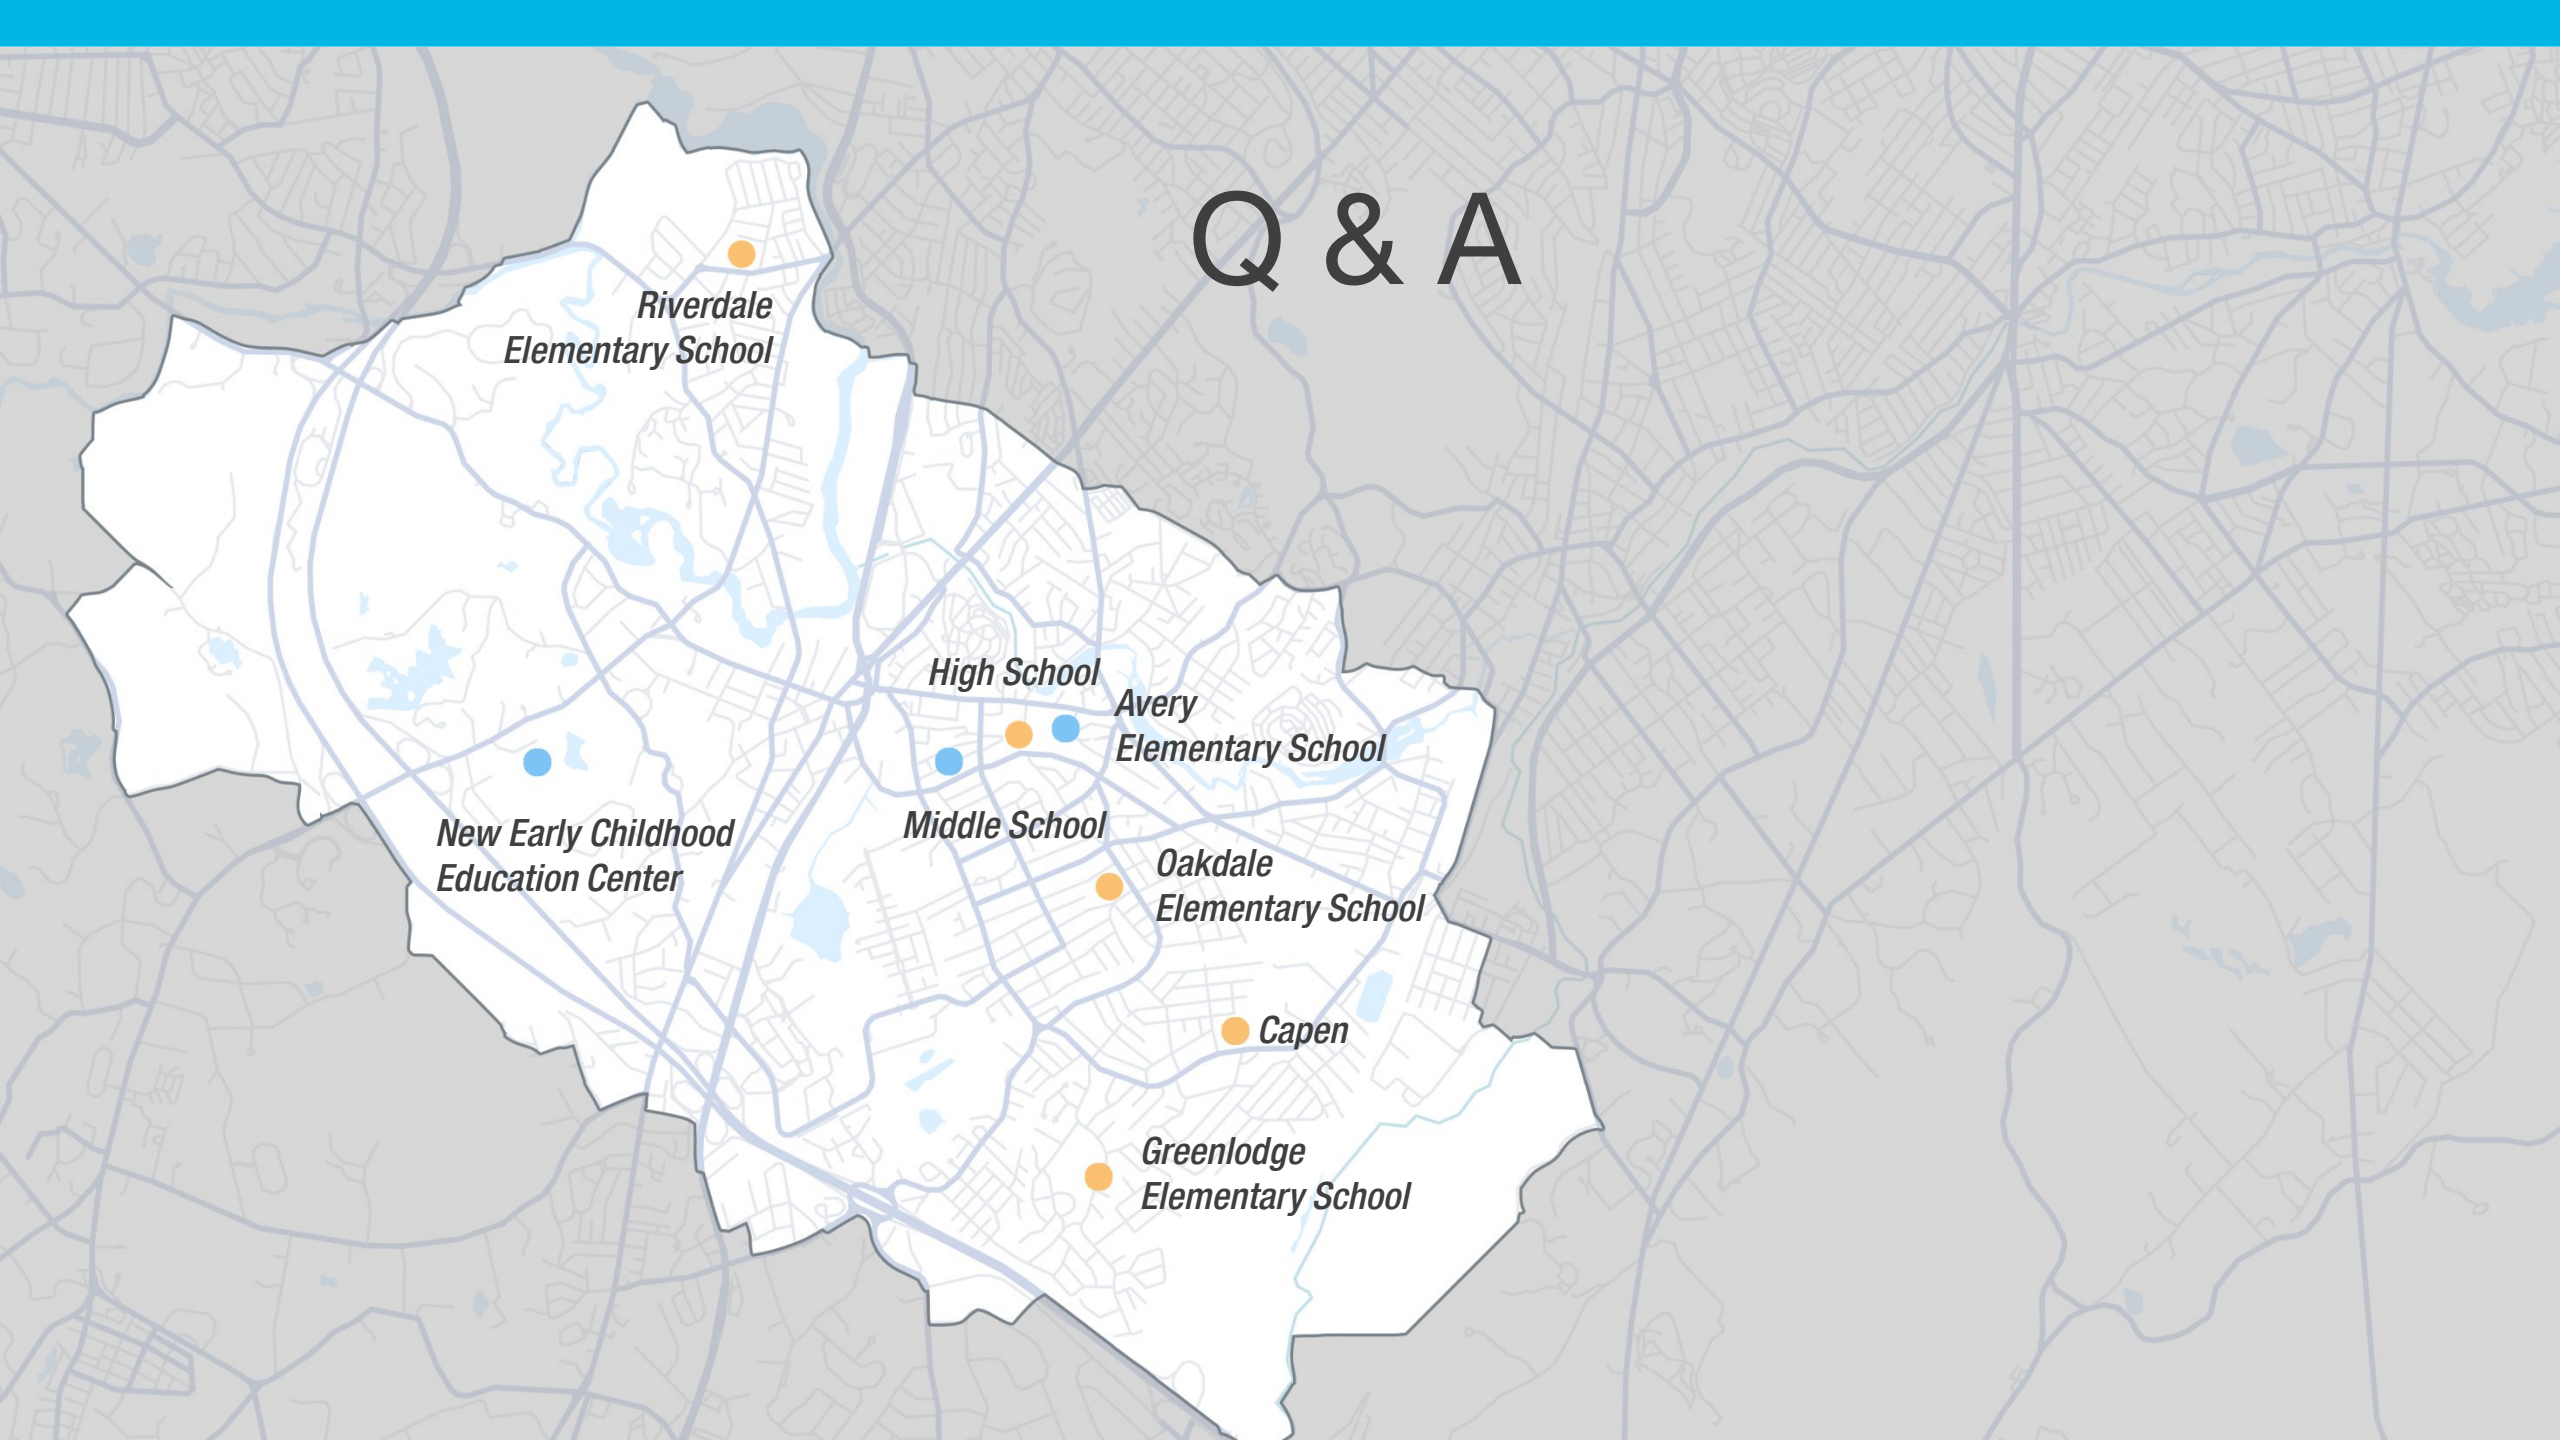 Q & A
Riverdale
Elementary School
High School
Avery
Elementary School
New Early Childhood
Education Center
Middle School
Oakdale
Elementary School
Capen
Greenlodge
Elementary School